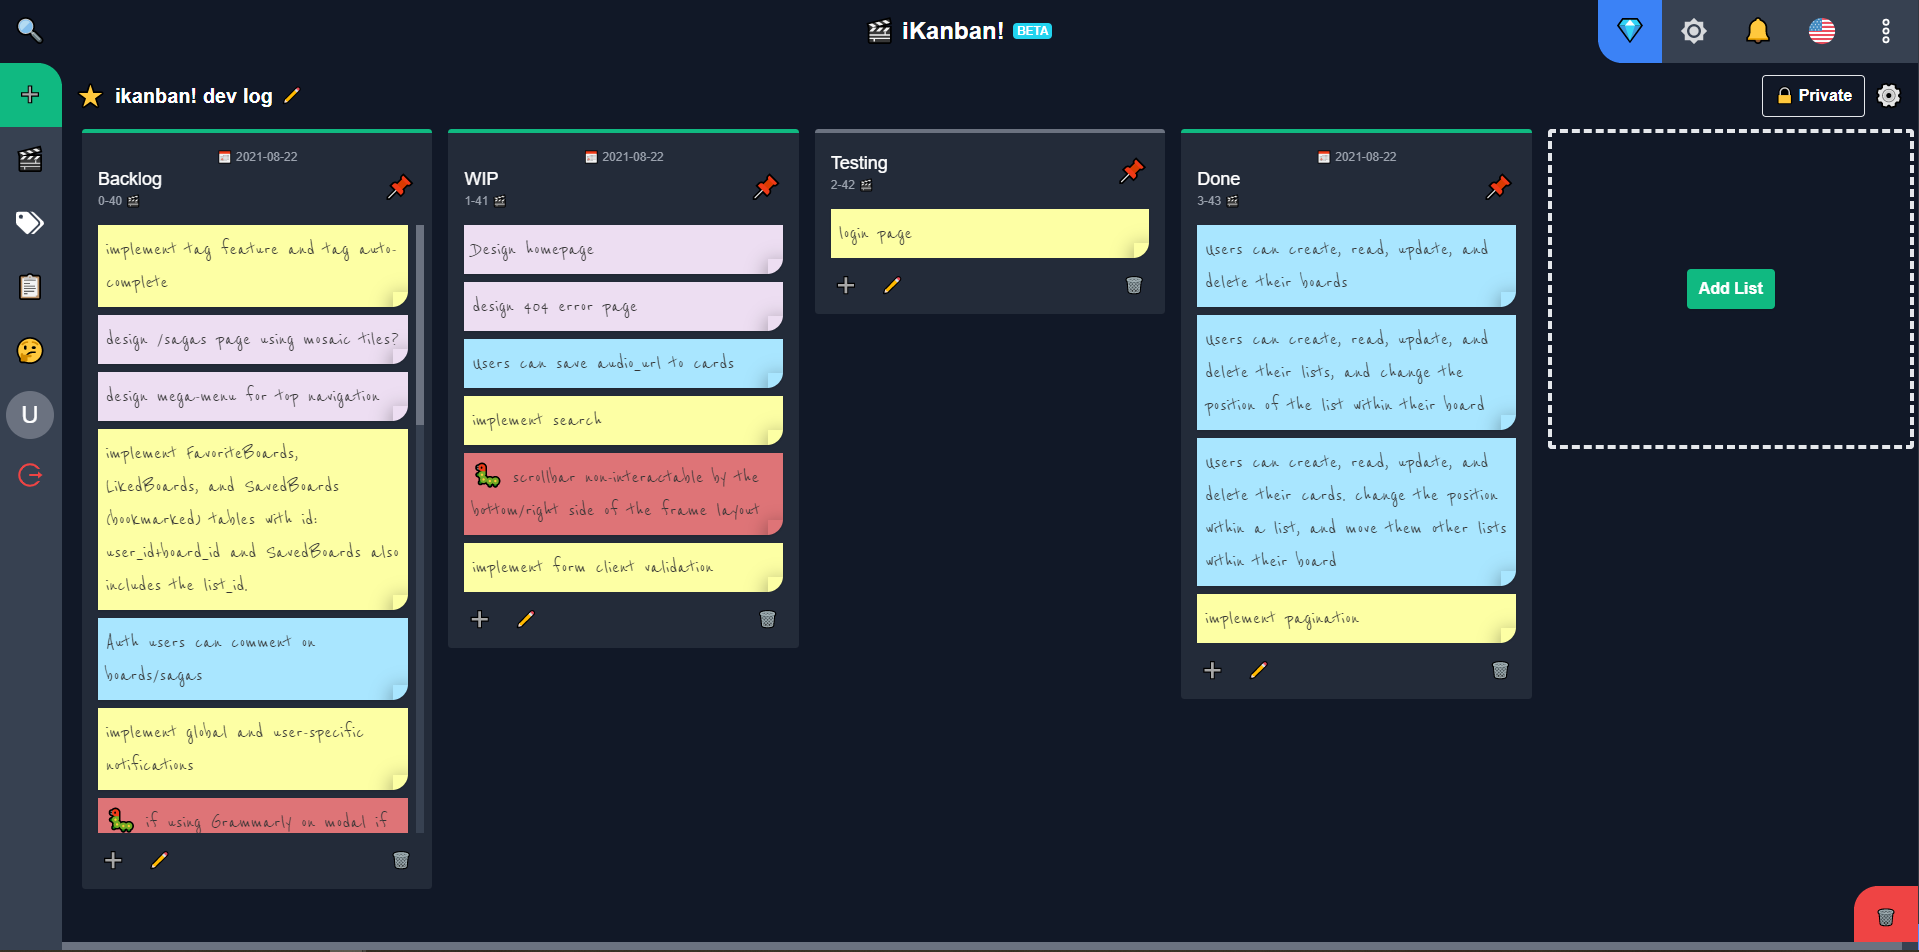 iKanban! BETA
ikanban! dev log
Private
2021-08-22
Backlog
0-40
implement tag feature and tag auto-
complete
design /sagas page using mosaic tiles?
design mega-menu for top navigation
implement FavoriteBoards,
LikedBoards, and SavedBoards
(bookmarked) tables with id:
user_id+board_id and SavedBoards also
includes the list_id.
Auth users can comment on
boards/sagas
implement global and user-specific
notifications
if using Grammarly on modal if
2021-08-22
WIP
1-41
Design homepage
design 404 error page
Users can save audio_url to cards
implement search
scrollbar non-interactable by the
bottom/right side of the frame layout
implement form client validation
Testing
2-42
login page
2021-08-22
Done
3-43
Users can create, read, update, and
delete their boards
Users can create, read, update, and
delete their lists, and change the
position of the list within their board
Users can create, read, update, and
delete their cards. change the position
within a list, and move them other lists
within their board
implement pagination
Add List
U